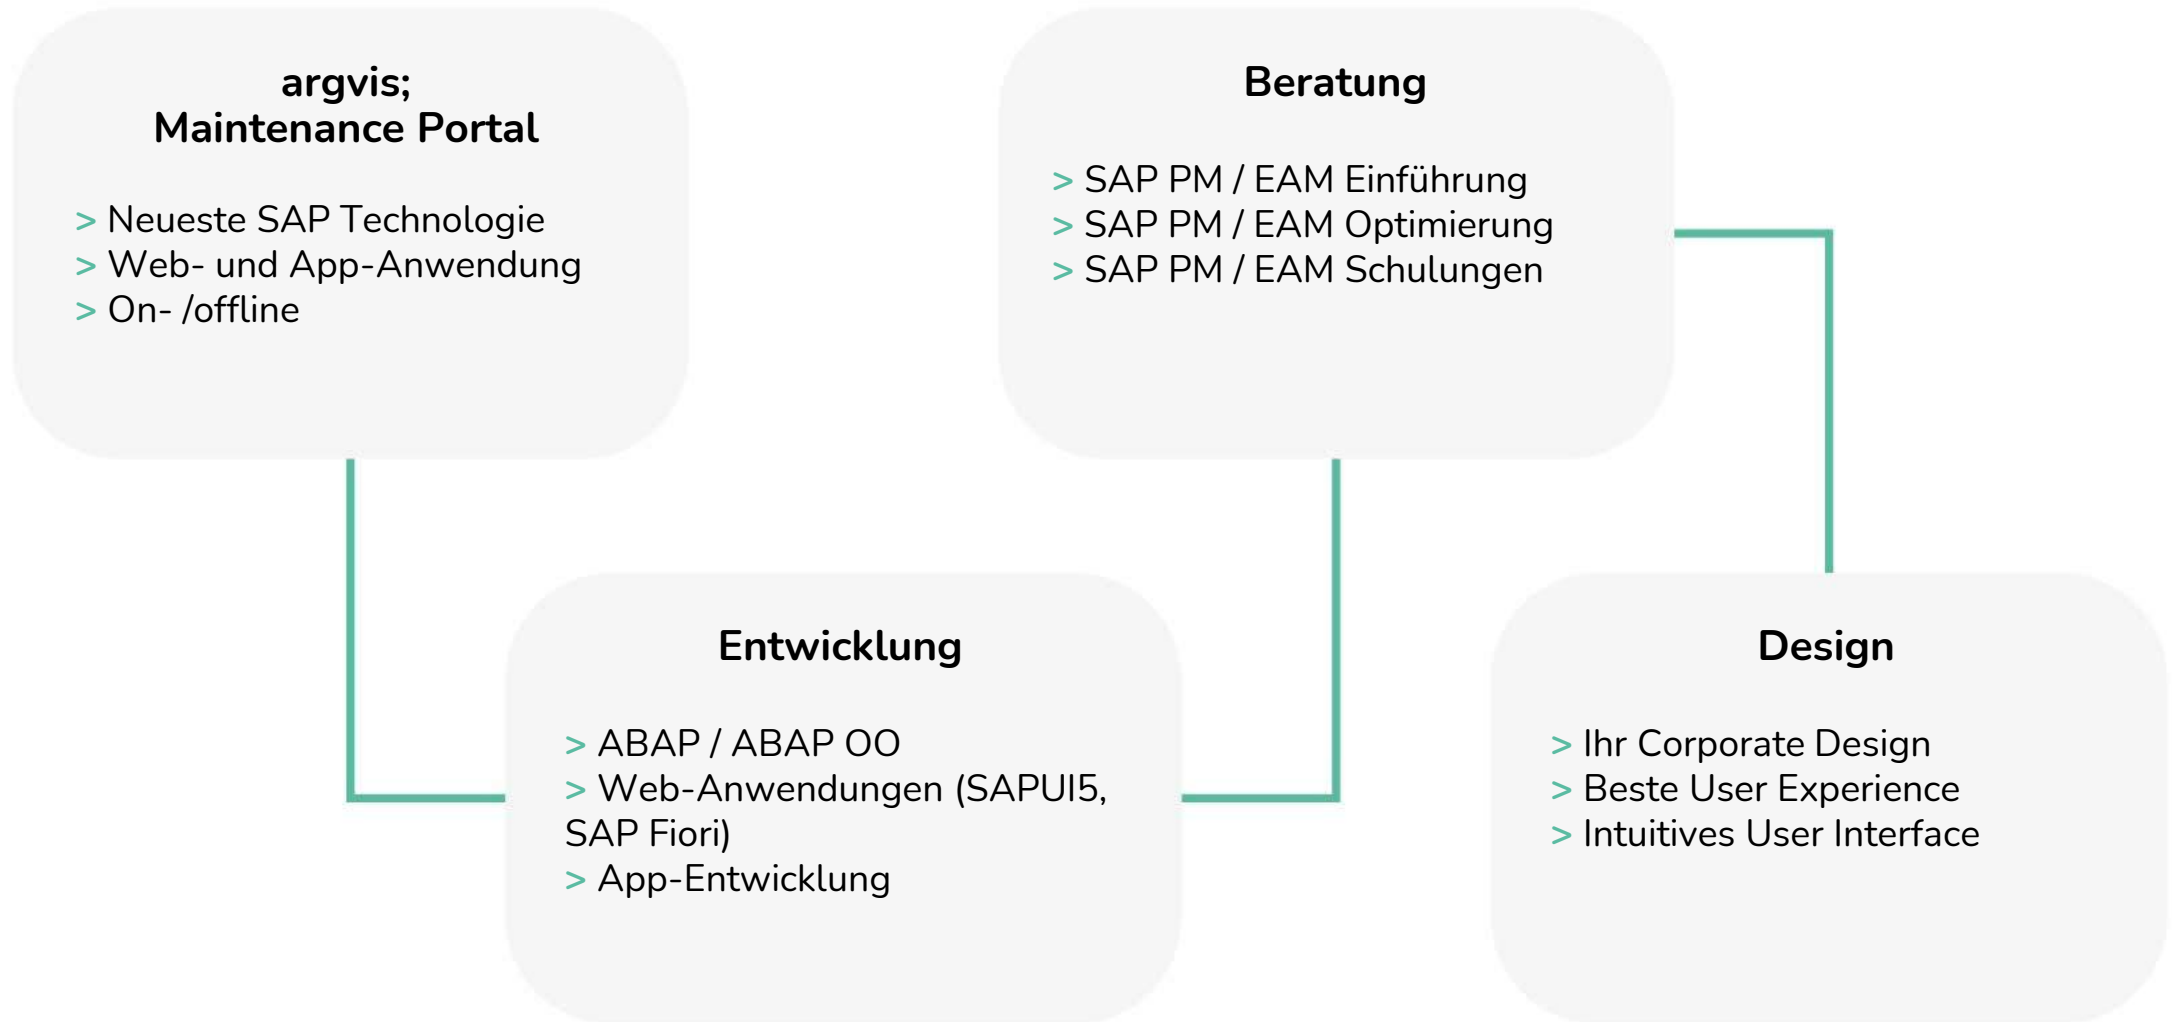 argvis;
Maintenance Portal
> Neueste SAP Technologie
> Web- und App-Anwendung
> On- /offline
Beratung
> SAP PM / EAM Einführung
> SAP PM / EAM Optimierung
> SAP PM / EAM Schulungen
Entwicklung
> ABAP / ABAP OO
> Web-Anwendungen (SAPUI5,
SAP Fiori)
> App-Entwicklung
Design
> Ihr Corporate Design
> Beste User Experience
> Intuitives User Interface